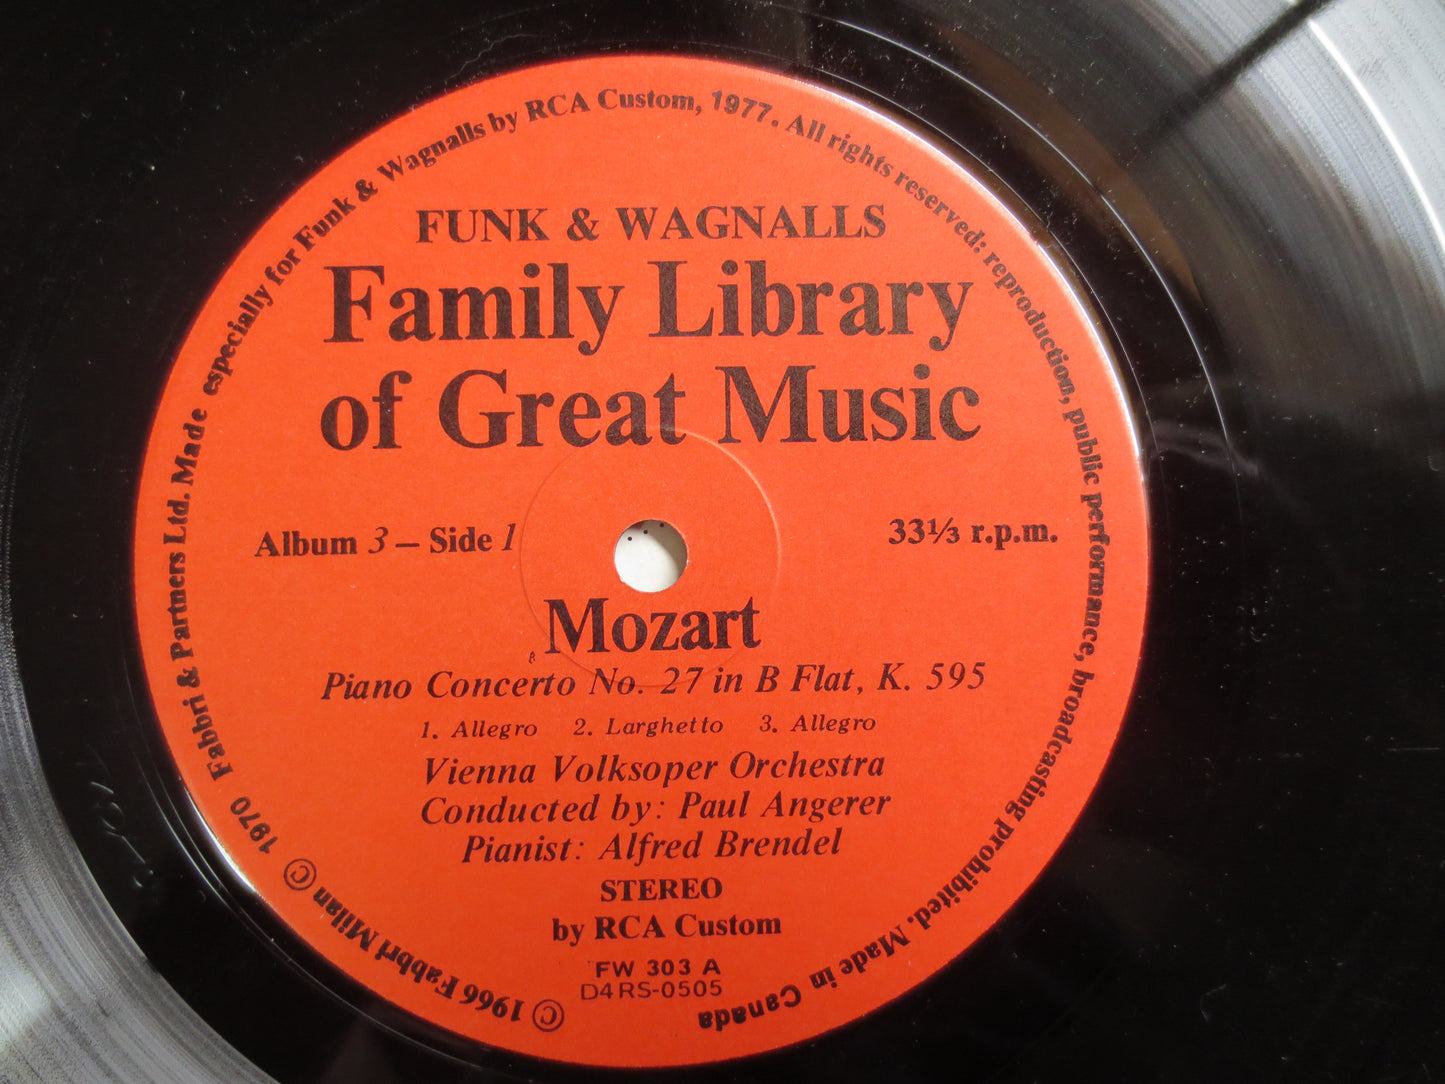 © 1966 Fabbri Milan © 1970 Fabbri & Partners Ltd. Made especially for Funk & Wagnalls by RCA Custom, 1977. All rights reserved: reproduction, public performance, broadcasting prohibited. Made in Canada
FUNK & WAGNALLS
Family Library
of Great Music
Album 3 – Side 1
33⅓ r.p.m.
Mozart
Piano Concerto No. 27 in B Flat, K. 595
1. Allegro 2. Larghetto 3. Allegro
Vienna Volksoper Orchestra
Conducted by: Paul Angerer
Pianist: Alfred Brendel
STEREO
by RCA Custom
FW 303 A
D4RS-0505